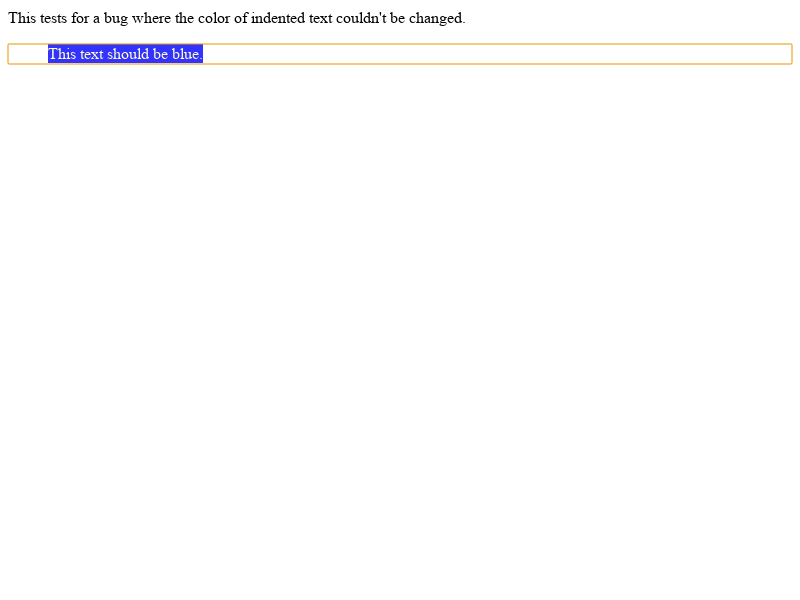 This tests for a bug where the color of indented text couldn't be changed.
This text should be blue.